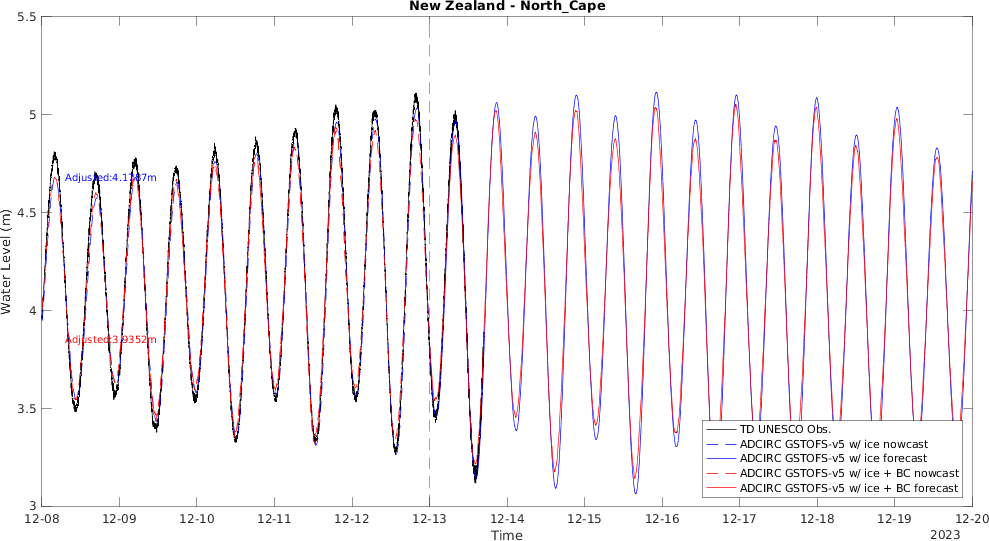 New Zealand - North_Cape
Water Level (m)
5.5
5
4.5
4
3.5
3
Adjusted:4.1387m
Adjusted:3.9352m
TD UNESCO Obs.
ADCIRC GSTOFS-v5 w/ ice nowcast
ADCIRC GSTOFS-v5 w/ ice forecast
ADCIRC GSTOFS-v5 w/ ice + BC nowcast
ADCIRC GSTOFS-v5 w/ ice + BC forecast
12-08 12-09 12-10 12-11 12-12 12-13 12-14 12-15 12-16 12-17 12-18 12-19 12-20
Time
2023